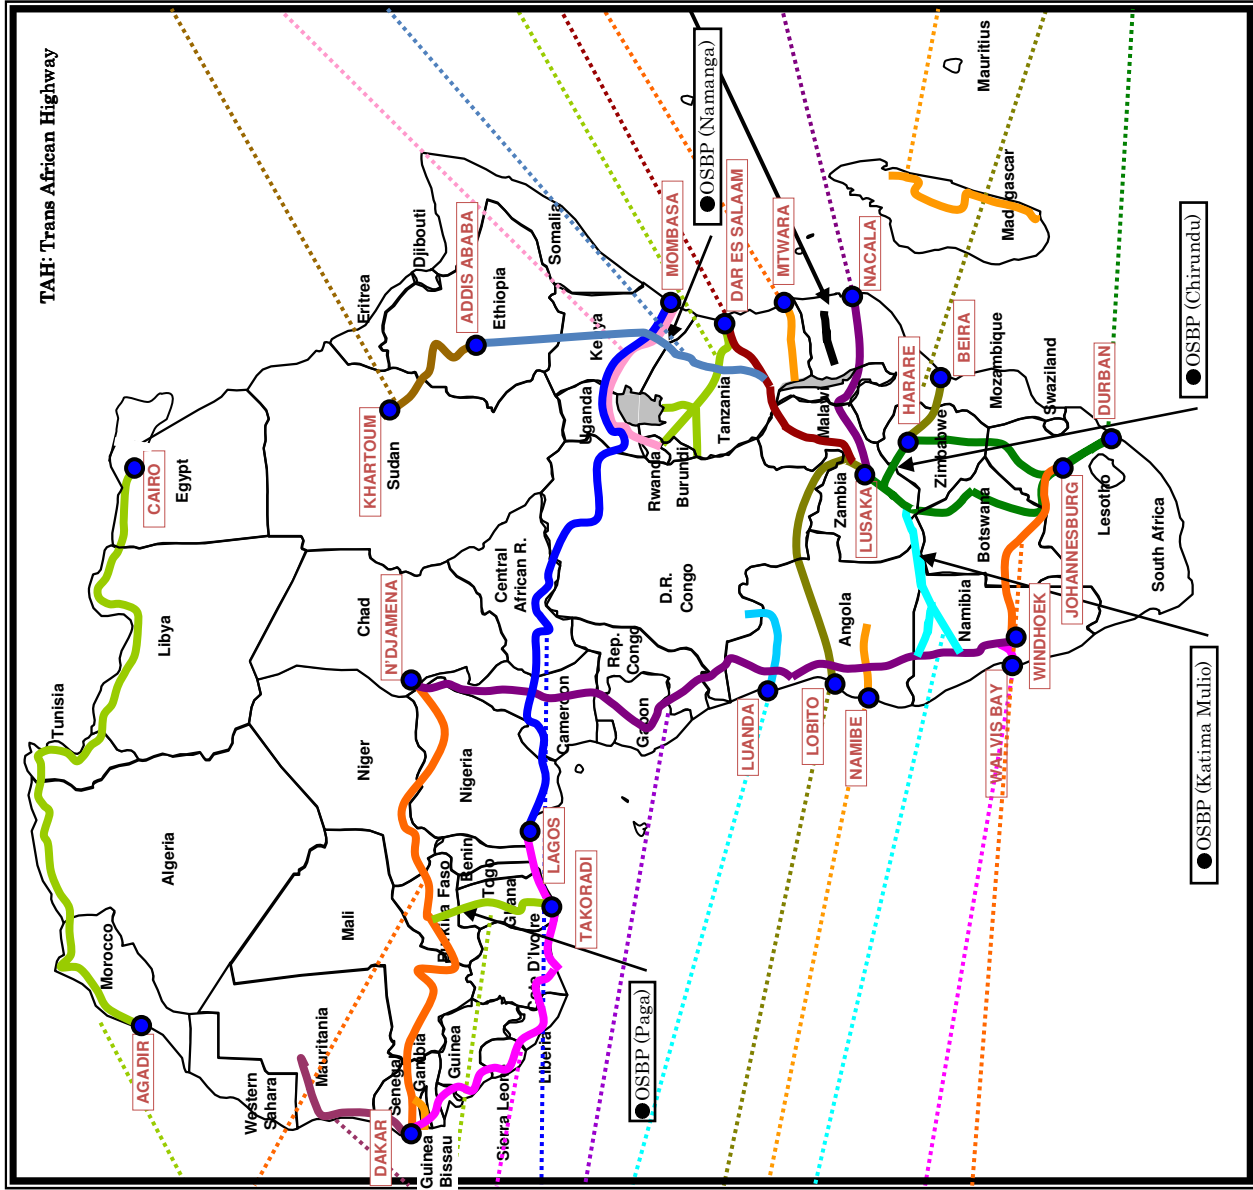 TAH: Trans African Highway
Tunisia
Morocco
AGADIR
Algeria
Libya
CAIRO
Egypt
Western
Sahara
Mauritania
Mali
Niger
Chad
KHARTOUM
Sudan
Eritrea
Djibouti
ADDIS ABABA
Ethiopia
Somalia
DAKAR
Senegal
Gambia
Guinea
Bissau
Guinea
Sierra Leon
Liberia
Cote D'Ivoire
Burkina Faso
Ghana
Togo
Benin
Nigeria
N'DJAMENA
LAGOS
TAKORADI
Cameroon
Central
African R.
Gabon
Rep.
Congo
D.R.
Congo
Uganda
Kenya
Rwanda
Burundi
Tanzania
MOMBASA
DAR ES SALAAM
MTWARA
NACALA
LUANDA
LOBITO
NAMIBE
Angola
Zambia
LUSAKA
Malawi
HARARE
BEIRA
Zimbabwe
Mozambique
Madagascar
Mauritius
Namibia
WINDHOEK
WALVIS BAY
Botswana
JOHANNESBURG
Swaziland
DURBAN
Lesotho
South Africa
●OSBP (Namanga)
●OSBP (Chirundu)
●OSBP (Katima Mulio)
●OSBP (Paga)